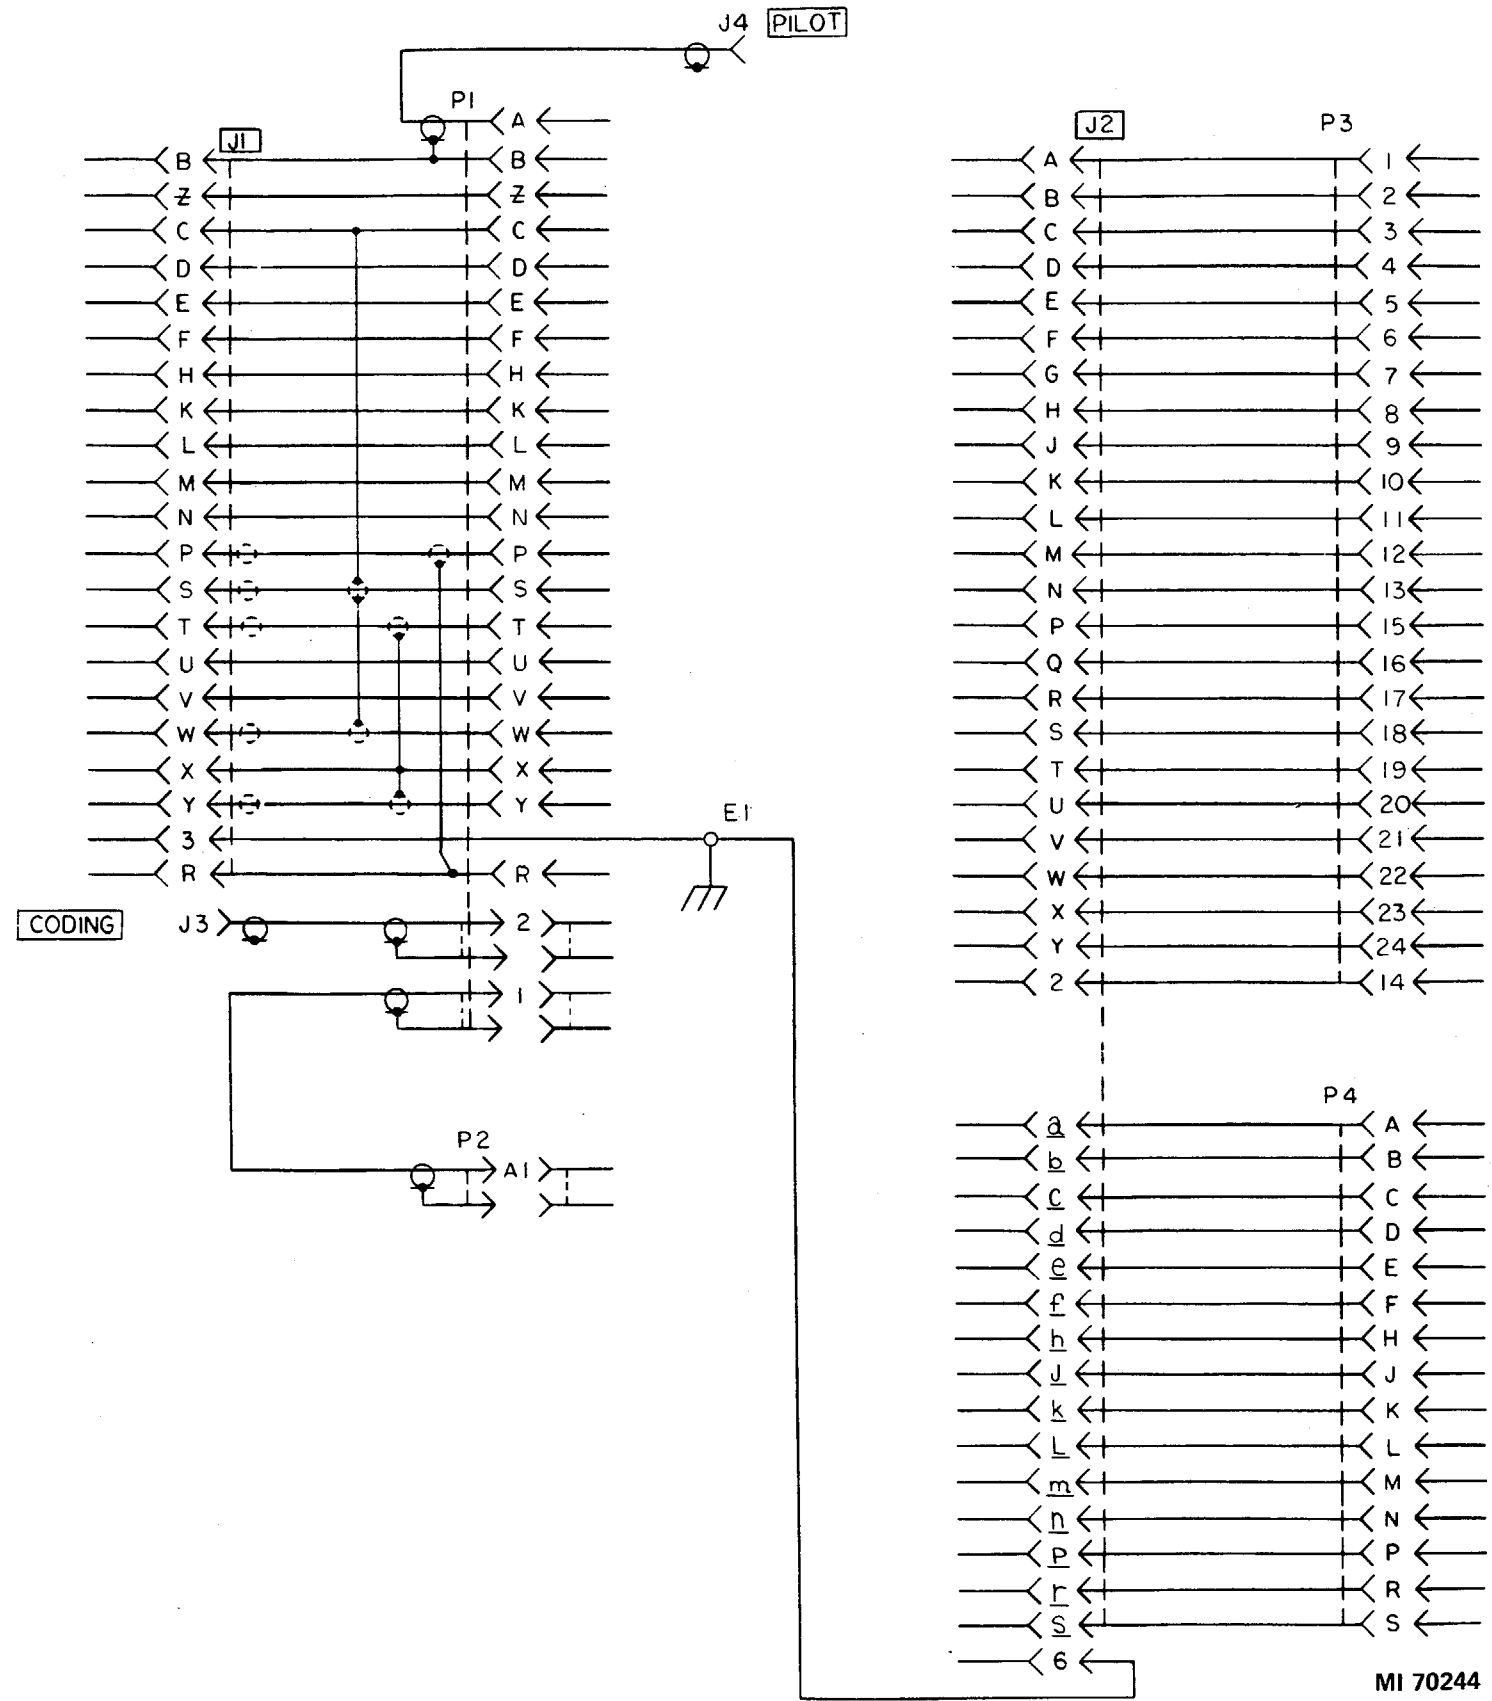 J4 PILOT
P1
A
J1
B B
Z Z
C C
D D
E E
F F
H H
K K
L L
M M
N N
P P
S S
T T
U U
V V
W W
X X
Y Y
3
E1
R R
CODING J3 2
1
P2
A1
J2 P3
A 1
B 2
C 3
D 4
E 5
F 6
G 7
H 8
J 9
K 10
L 11
M 12
N 13
P 15
Q 16
R 17
S 18
T 19
U 20
V 21
W 22
X 23
Y 24
2 14
P4
a A
b B
c C
d D
e E
f F
h H
J J
k K
L L
m M
n N
p P
r R
s S
6
MI 70244